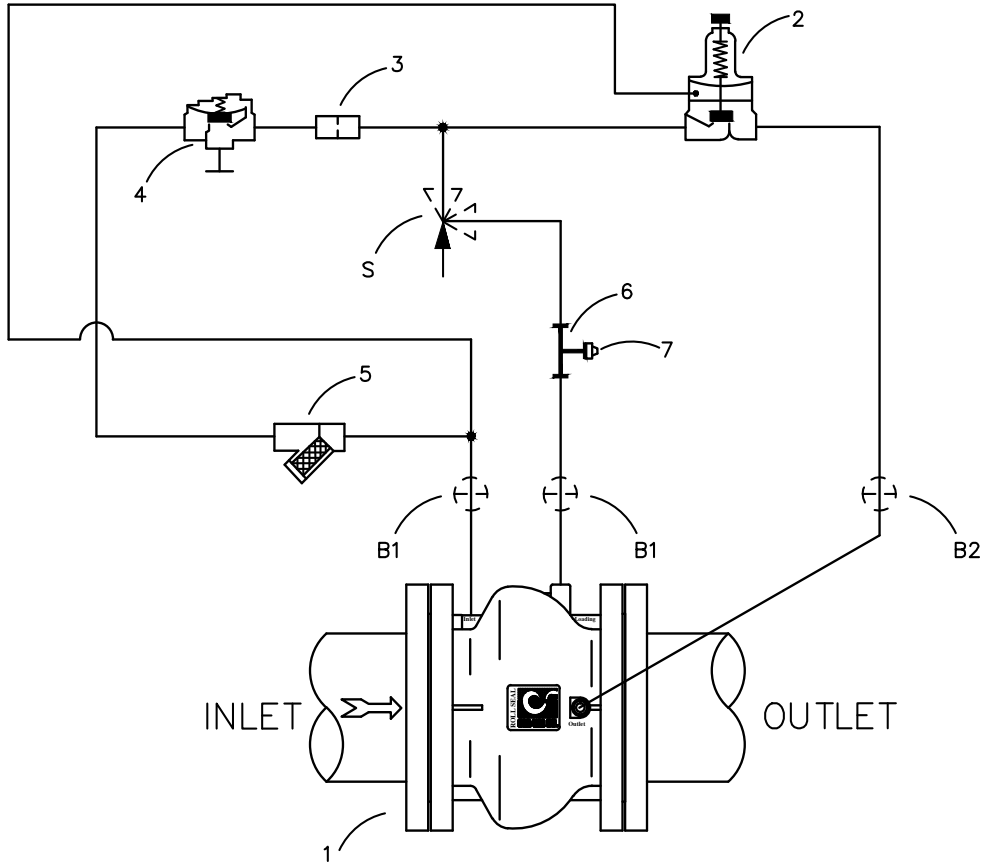 2
3
4
S
6
7
5
B1
B1
B2
Inlet
Loading
ROLL SEAL
INLET
OUTLET
Outlet
1